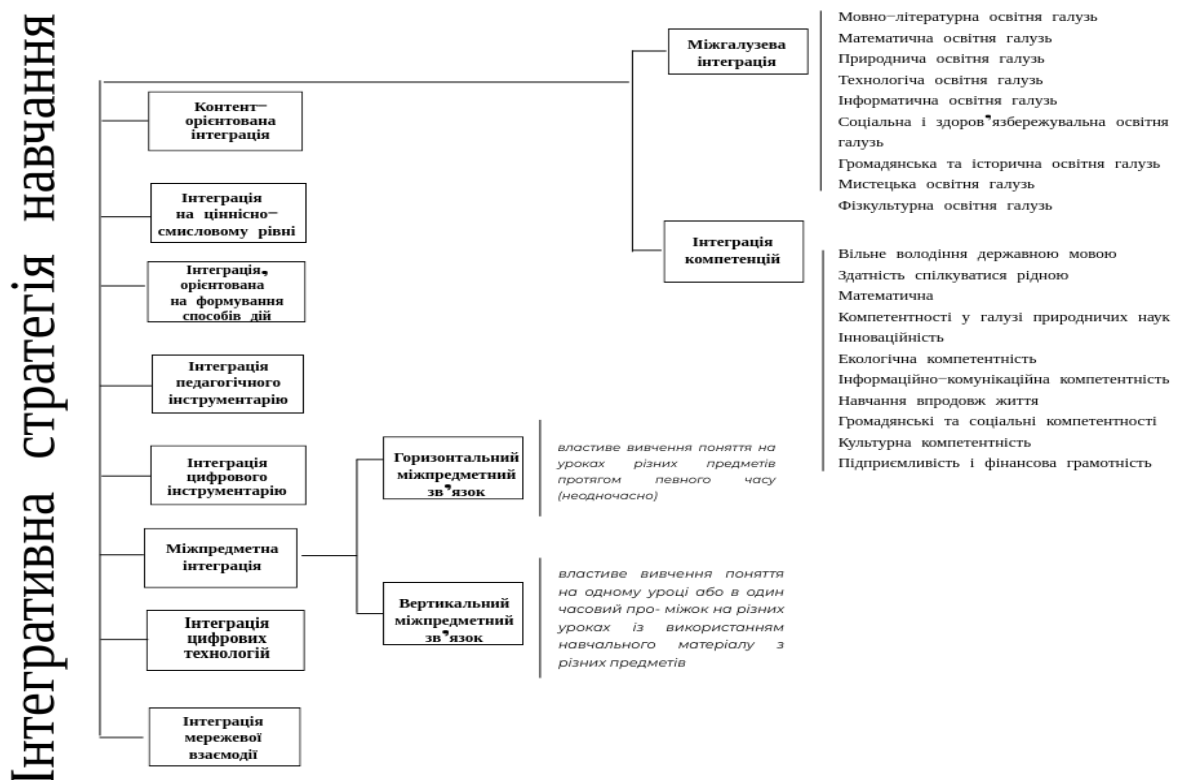 Інтегративна стратегія навчання
Контент-
орієнтована
інтеграція
Інтеграція
на ціннісно-
смисловому рівні
Інтеграція,
орієнтована
на формування
способів дій
Інтеграція
педагогічного
інструментарію
Інтеграція
цифрового
інструментарію
Міжпредметна
інтеграція
Інтеграція
цифрових
технологій
Інтеграція
мережевої
взаємодії
Горизонтальний
міжпредметний
зв’язок
властиве вивчення поняття на
уроках різних предметів
протягом певного часу
(неодночасно)
Вертикальний
міжпредметний
зв’язок
властиве вивчення поняття
на одному уроці або в один
часовий про- міжок на різних
уроках із використанням
навчального матеріалу з
різних предметів
Міжгалузева
інтеграція
Мовно-літературна освітня галузь
Математична освітня галузь
Природнича освітня галузь
Технологіча освітня галузь
Інформатична освітня галузь
Соціальна і здоров’язбережувальна освітня
галузь
Громадянська та історична освітня галузь
Мистецька освітня галузь
Фізкультурна освітня галузь
Інтеграція
компетенцій
Вільне володіння державною мовою
Здатність спілкуватися рідною
Математична
Компетентності у галузі природничих наук
Інноваційність
Екологічна компетентність
Інформаційно-комунікаційна компетентність
Навчання впродовж життя
Громадянські та соціальні компетентності
Культурна компетентність
Підприємливість і фінансова грамотність